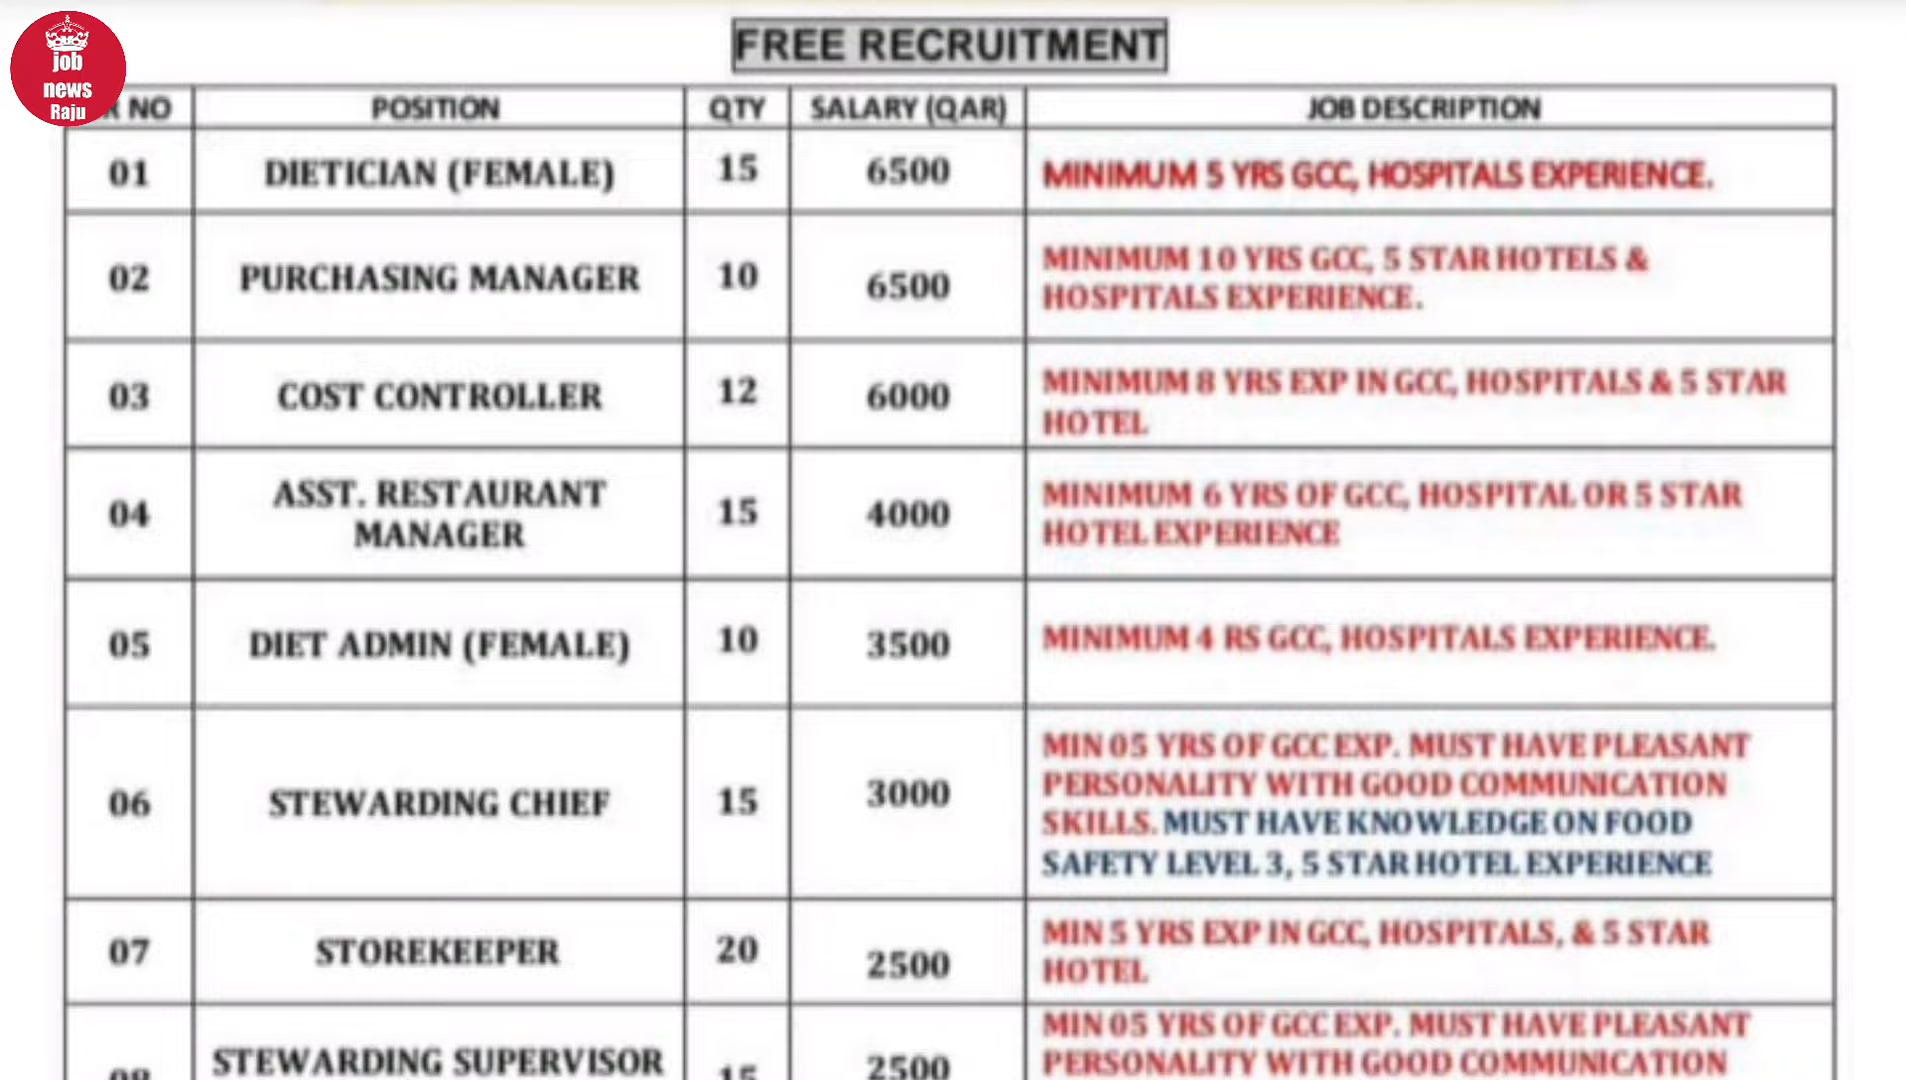 job
news
Raju
FREE RECRUITMENT
R NO POSITION QTY SALARY (QAR) JOB DESCRIPTION
01 DIETICIAN (FEMALE) 15 6500 MINIMUM 5 YRS GCC, HOSPITALS EXPERIENCE.
02 PURCHASING MANAGER 10 6500 MINIMUM 10 YRS GCC, 5 STAR HOTELS &
HOSPITALS EXPERIENCE.
03 COST CONTROLLER 12 6000 MINIMUM 8 YRS EXP IN GCC, HOSPITALS & 5 STAR
HOTEL
04 ASST. RESTAURANT
MANAGER 15 4000 MINIMUM 6 YRS OF GCC, HOSPITAL OR 5 STAR
HOTEL EXPERIENCE
05 DIET ADMIN (FEMALE) 10 3500 MINIMUM 4 RS GCC, HOSPITALS EXPERIENCE.
06 STEWARDING CHIEF 15 3000 MIN 05 YRS OF GCC EXP. MUST HAVE PLEASANT
PERSONALITY WITH GOOD COMMUNICATION
SKILLS. MUST HAVE KNOWLEDGE ON FOOD
SAFETY LEVEL 3, 5 STAR HOTEL EXPERIENCE
07 STOREKEEPER 20 2500 MIN 5 YRS EXP IN GCC, HOSPITALS, & 5 STAR
HOTEL
08 STEWARDING SUPERVISOR 15 2500 MIN 05 YRS OF GCC EXP. MUST HAVE PLEASANT
PERSONALITY WITH GOOD COMMUNICATION